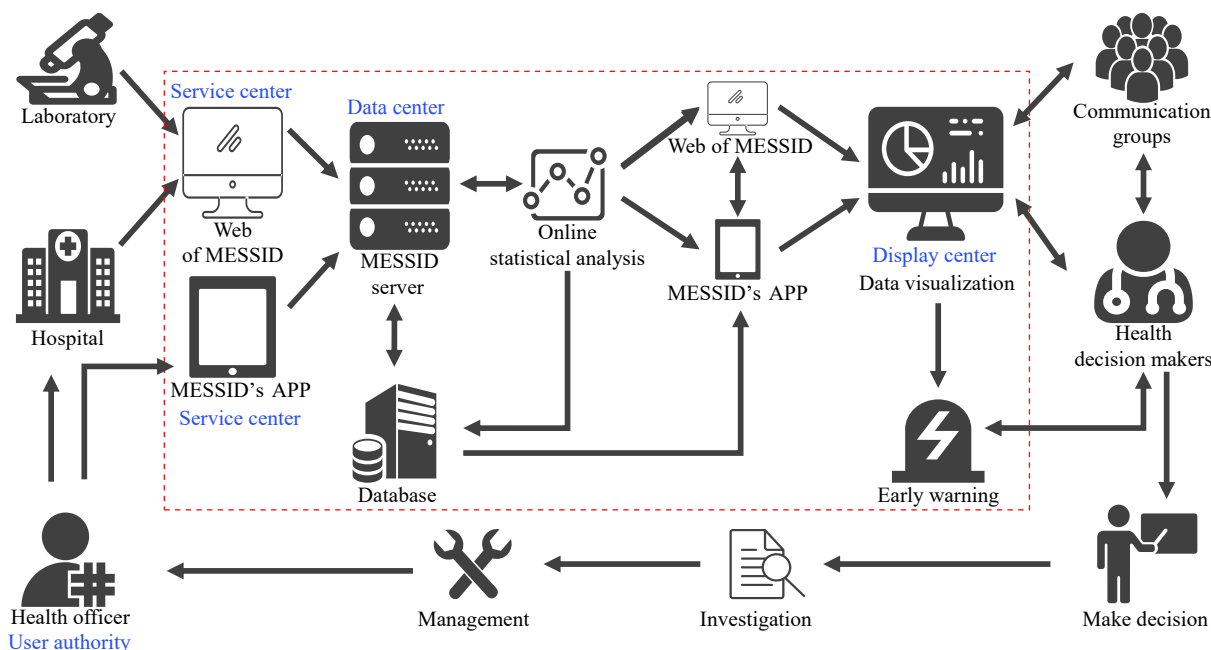 Laboratory
Service center
Web
of MESSID
Data center
MESSID
server
Online
statistical analysis
Web of MESSID
MESSID's APP
Display center
Data visualization
Communication
groups
Hospital
MESSID's APP
Service center
Health
decision makers
Database
Early warning
Health officer
User authority
Management
Investigation
Make decision